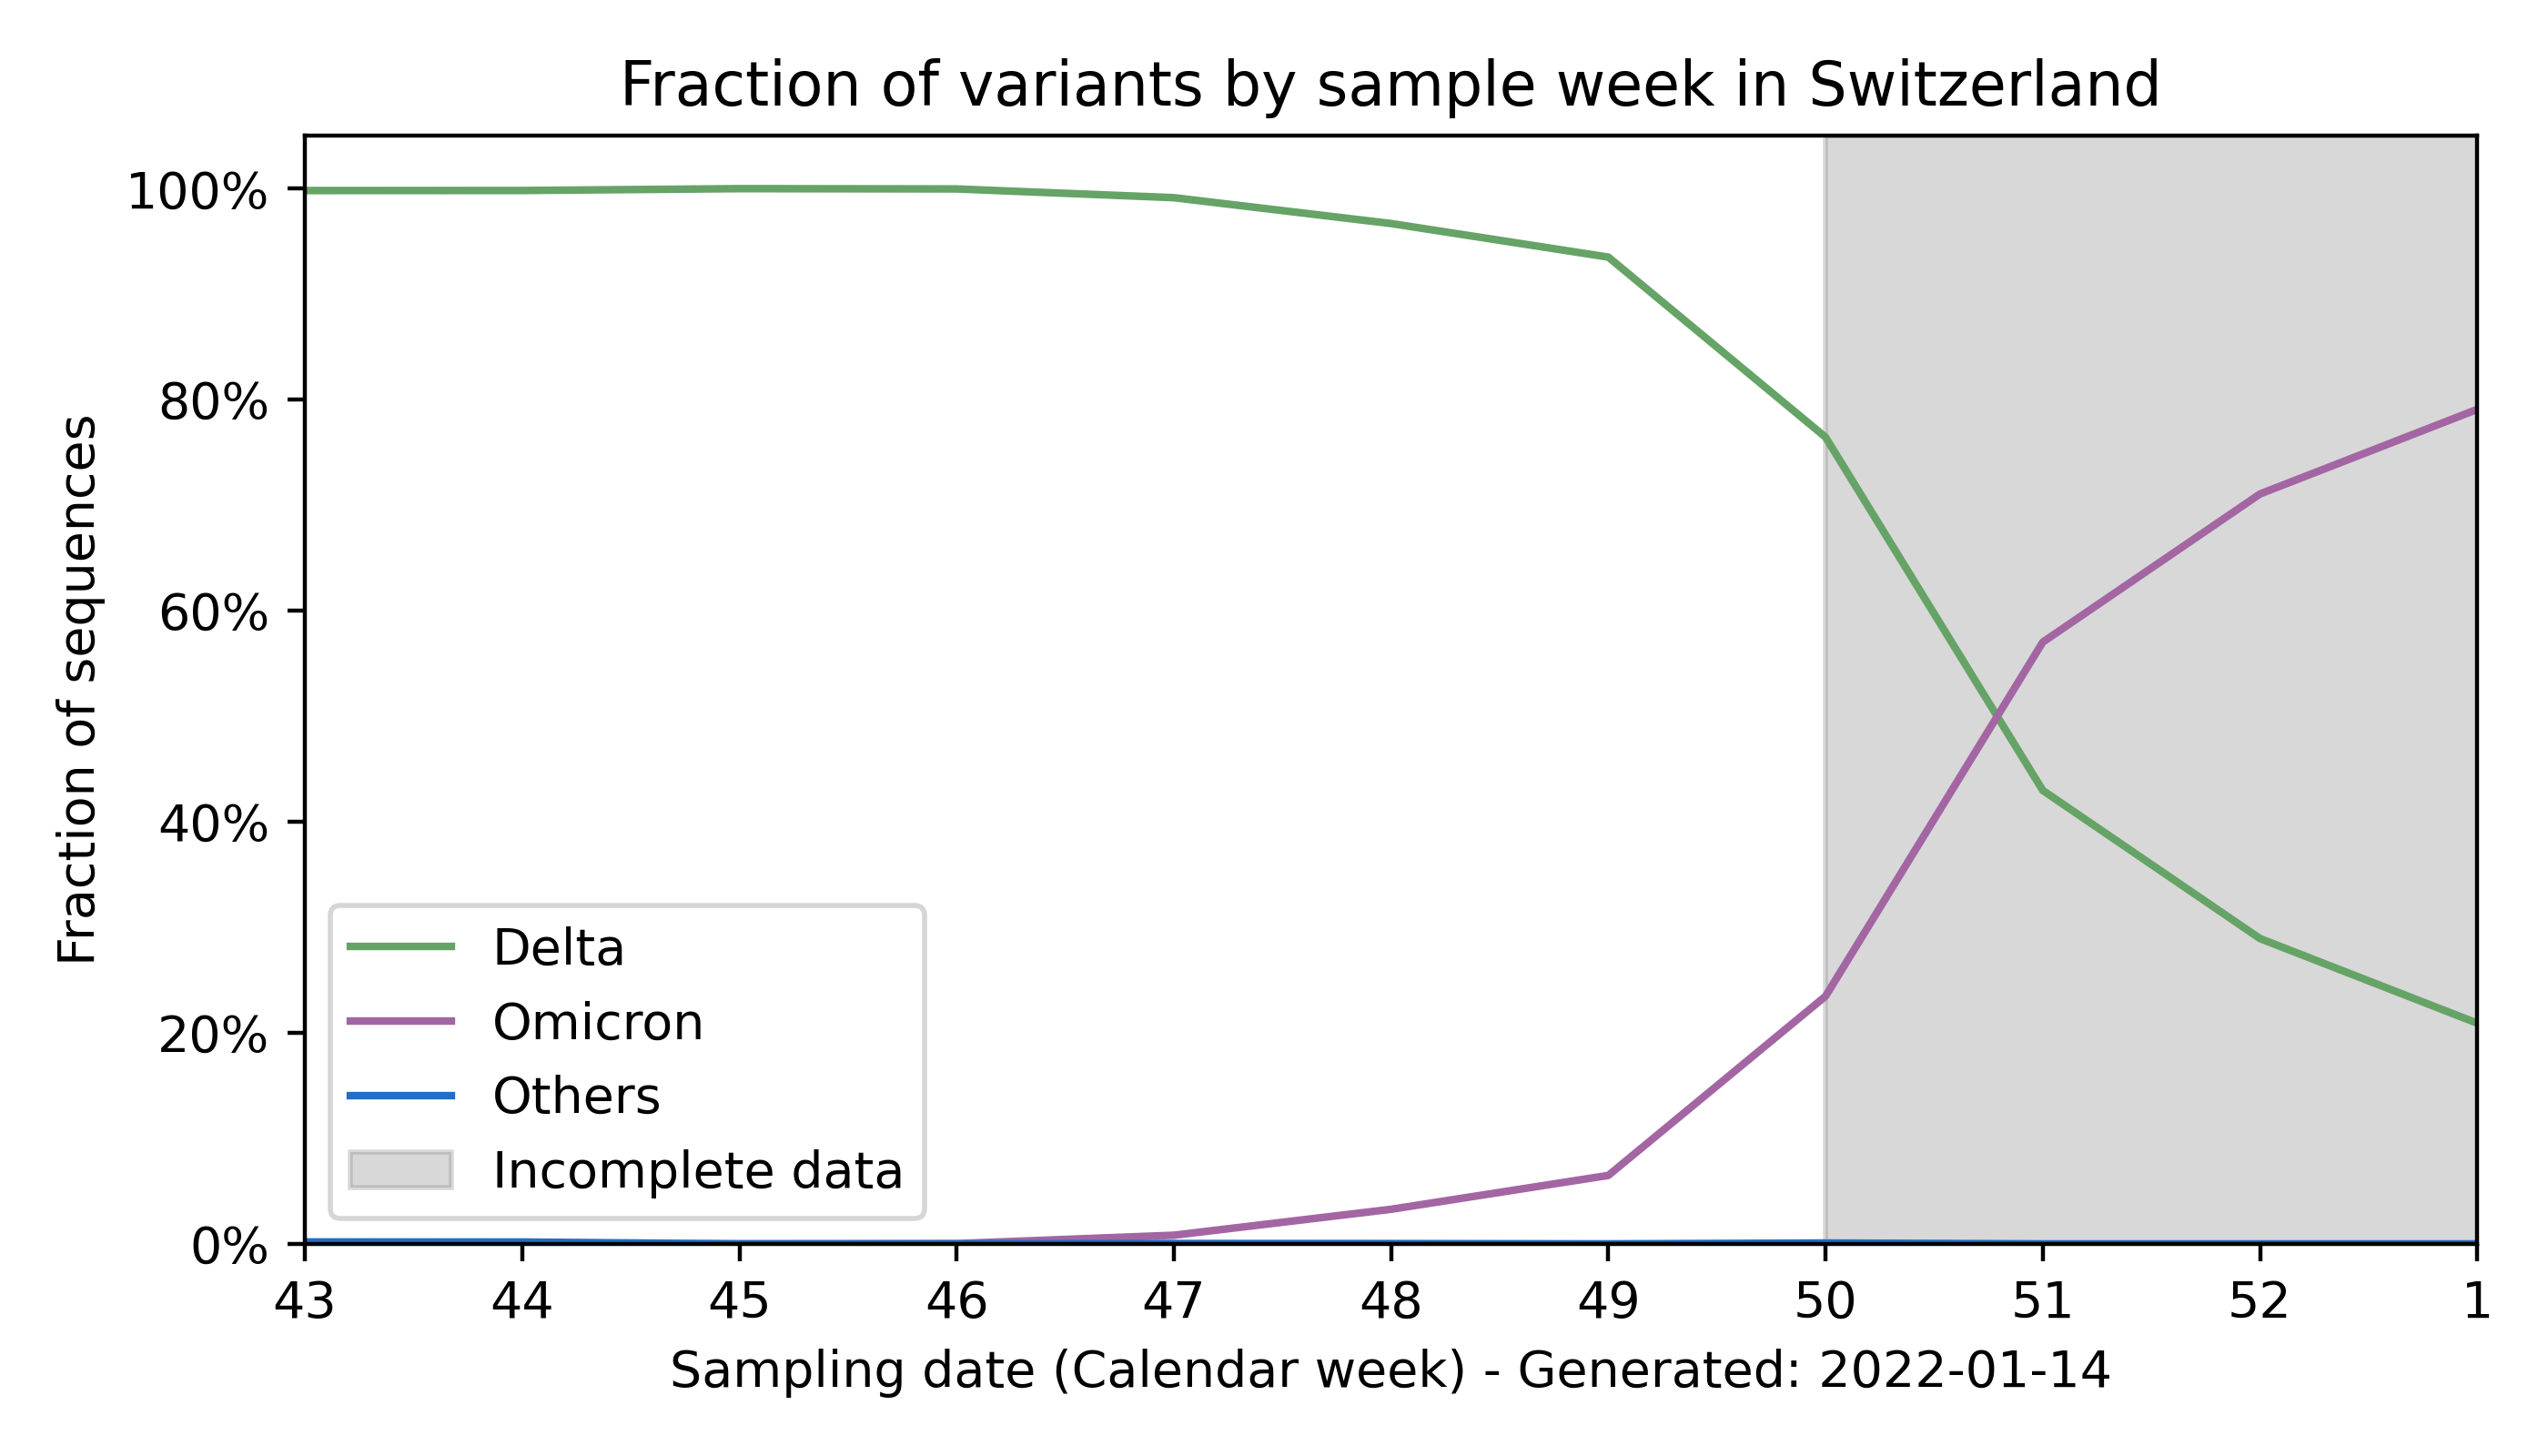 Fraction of variants by sample week in Switzerland
Fraction of sequences
100%
80%
60%
40%
20%
0%
Delta
Omicron
Others
Incomplete data
43 44 45 46 47 48 49 50 51 52 1
Sampling date (Calendar week) - Generated: 2022-01-14